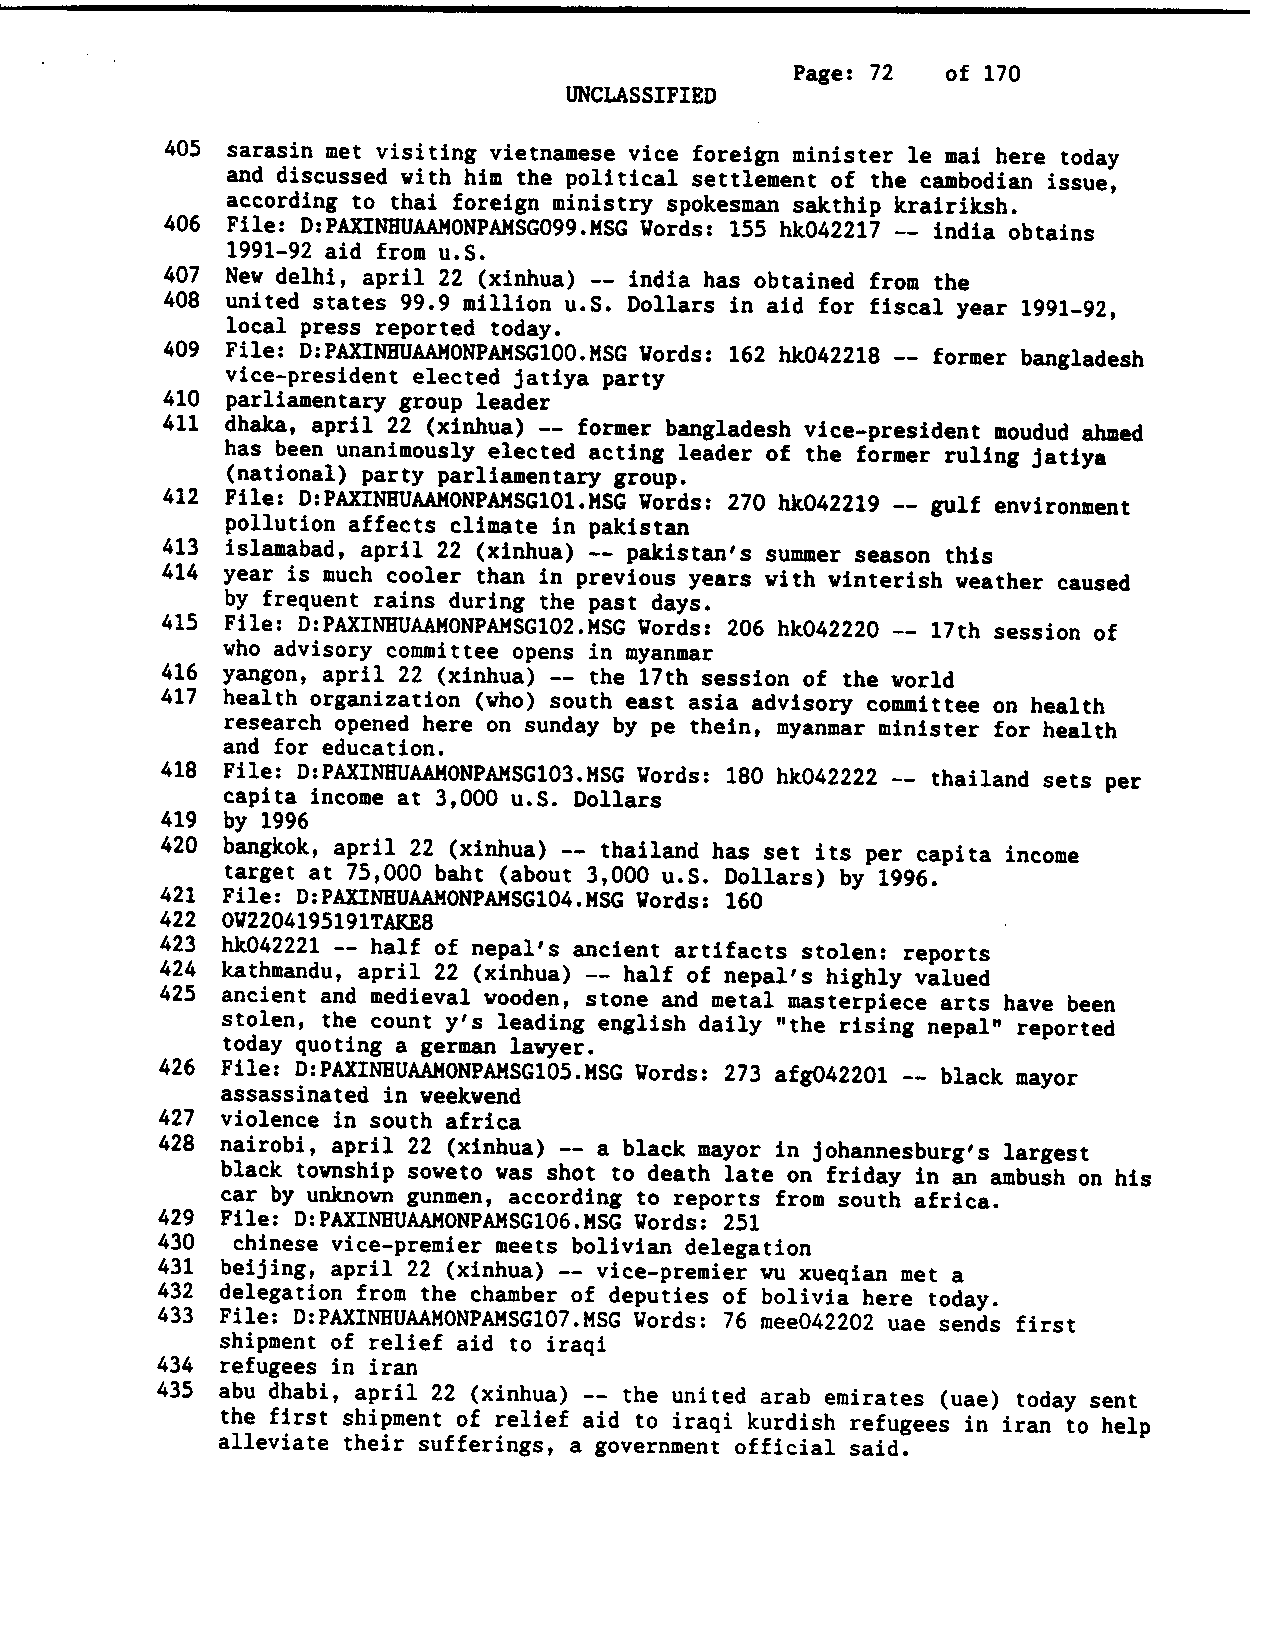 Page: 72 of 170
UNCLASSIFIED
405 sarasin met visiting vietnamese vice foreign minister le mai here today
and discussed with him the political settlement of the cambodian issue,
according to thai foreign ministry spokesman sakthip krairiksh.
406 File: D:PAXINHUAAMONPAMSG099.MSG Words: 155 hk042217 -- india obtains
1991-92 aid from u.S.
407 New delhi, april 22 (xinhua) -- india has obtained from the
408 united states 99.9 million u.S. Dollars in aid for fiscal year 1991-92,
local press reported today.
409 File: D:PAXINHUAAMONPAMSG100.MSG Words: 162 hk042218 -- former bangladesh
vice-president elected jatiya party
410 parliamentary group leader
411 dhaka, april 22 (xinhua) -- former bangladesh vice-president moudud ahmed
has been unanimously elected acting leader of the former ruling jatiya
(national) party parliamentary group.
412 File: D:PAXINHUAAMONPAMSG101.MSG Words: 270 hk042219 -- gulf environment
pollution affects climate in pakistan
413 islamabad, april 22 (xinhua) -- pakistan's summer season this
414 year is much cooler than in previous years with winterish weather caused
by frequent rains during the past days.
415 File: D:PAXINHUAAMONPAMSG102.MSG Words: 206 hk042220 -- 17th session of
who advisory committee opens in myanmar
416 yangon, april 22 (xinhua) -- the 17th session of the world
417 health organization (who) south east asia advisory committee on health
research opened here on sunday by pe thein, myanmar minister for health
and for education.
418 File: D:PAXINHUAAMONPAMSG103.MSG Words: 180 hk042222 -- thailand sets per
capita income at 3,000 u.S. Dollars
419 by 1996
420 bangkok, april 22 (xinhua) -- thailand has set its per capita income
target at 75,000 baht (about 3,000 u.S. Dollars) by 1996.
421 File: D:PAXINHUAAMONPAMSG104.MSG Words: 160
422 OW2204195191TAKE8
423 hk042221 -- half of nepal's ancient artifacts stolen: reports
424 kathmandu, april 22 (xinhua) -- half of nepal's highly valued
425 ancient and medieval wooden, stone and metal masterpiece arts have been
stolen, the count y's leading english daily "the rising nepal" reported
today quoting a german lawyer.
426 File: D:PAXINHUAAMONPAMSG105.MSG Words: 273 afg042201 -- black mayor
assassinated in weekwend
427 violence in south africa
428 nairobi, april 22 (xinhua) -- a black mayor in johannesburg's largest
black township soweto was shot to death late on friday in an ambush on his
car by unknown gunmen, according to reports from south africa.
429 File: D:PAXINHUAAMONPAMSG106.MSG Words: 251
430 chinese vice-premier meets bolivian delegation
431 beijing, april 22 (xinhua) -- vice-premier wu xueqian met a
432 delegation from the chamber of deputies of bolivia here today.
433 File: D:PAXINHUAAMONPAMSG107.MSG Words: 76 mee042202 uae sends first
shipment of relief aid to iraqi
434 refugees in iran
435 abu dhabi, april 22 (xinhua) -- the united arab emirates (uae) today sent
the first shipment of relief aid to iraqi kurdish refugees in iran to help
alleviate their sufferings, a government official said.